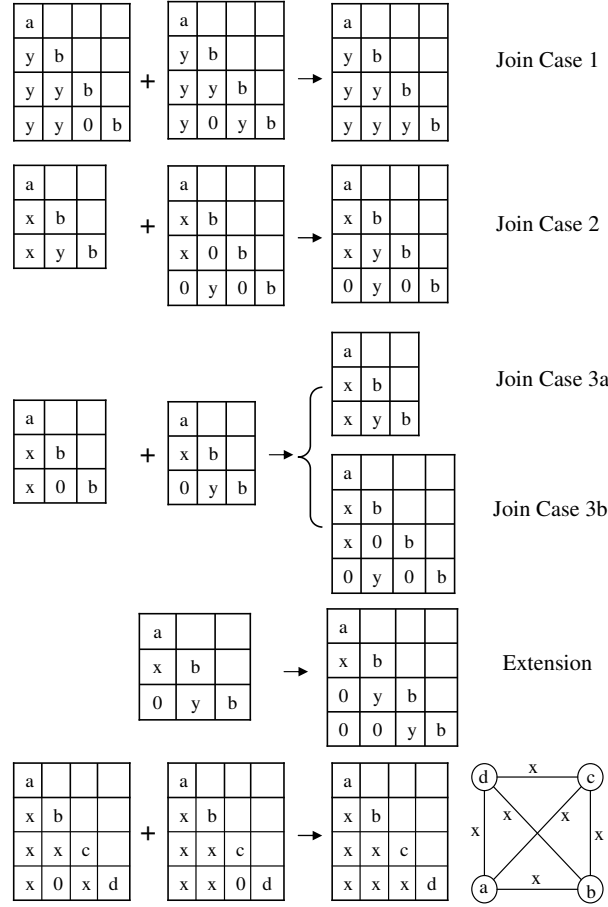 a a a
y b y b y b
y y b + y y b → y y b Join Case 1
y y 0 b y 0 y b y y y b
a a a
x b + x b → x b Join Case 2
x y b x 0 b x y b
0 y 0 b 0 y 0 b
a
x b Join Case 3a
x y b
a a
x b + x b →
x 0 b 0 y b
a
x b Join Case 3b
x 0 b
0 y 0 b
a a
x b → x b Extension
0 y b 0 y b
0 0 y b
a a a d x c
x b + x b → x b x x
x x c x x c x x c x x
x 0 x d x x 0 d x x x d a x b